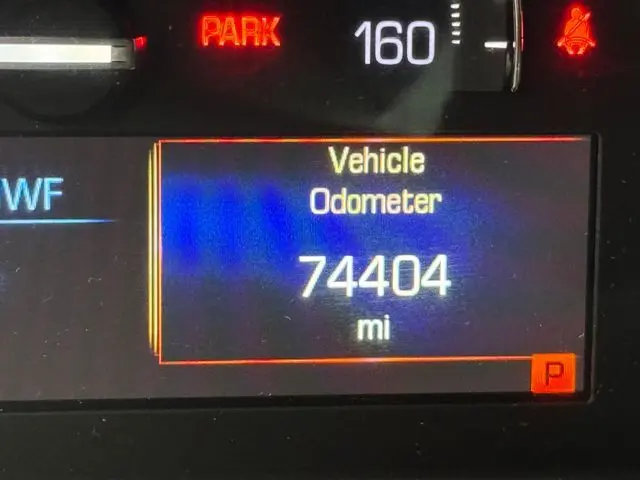 PARK
160
WF
Vehicle
Odometer
74404
mi
P